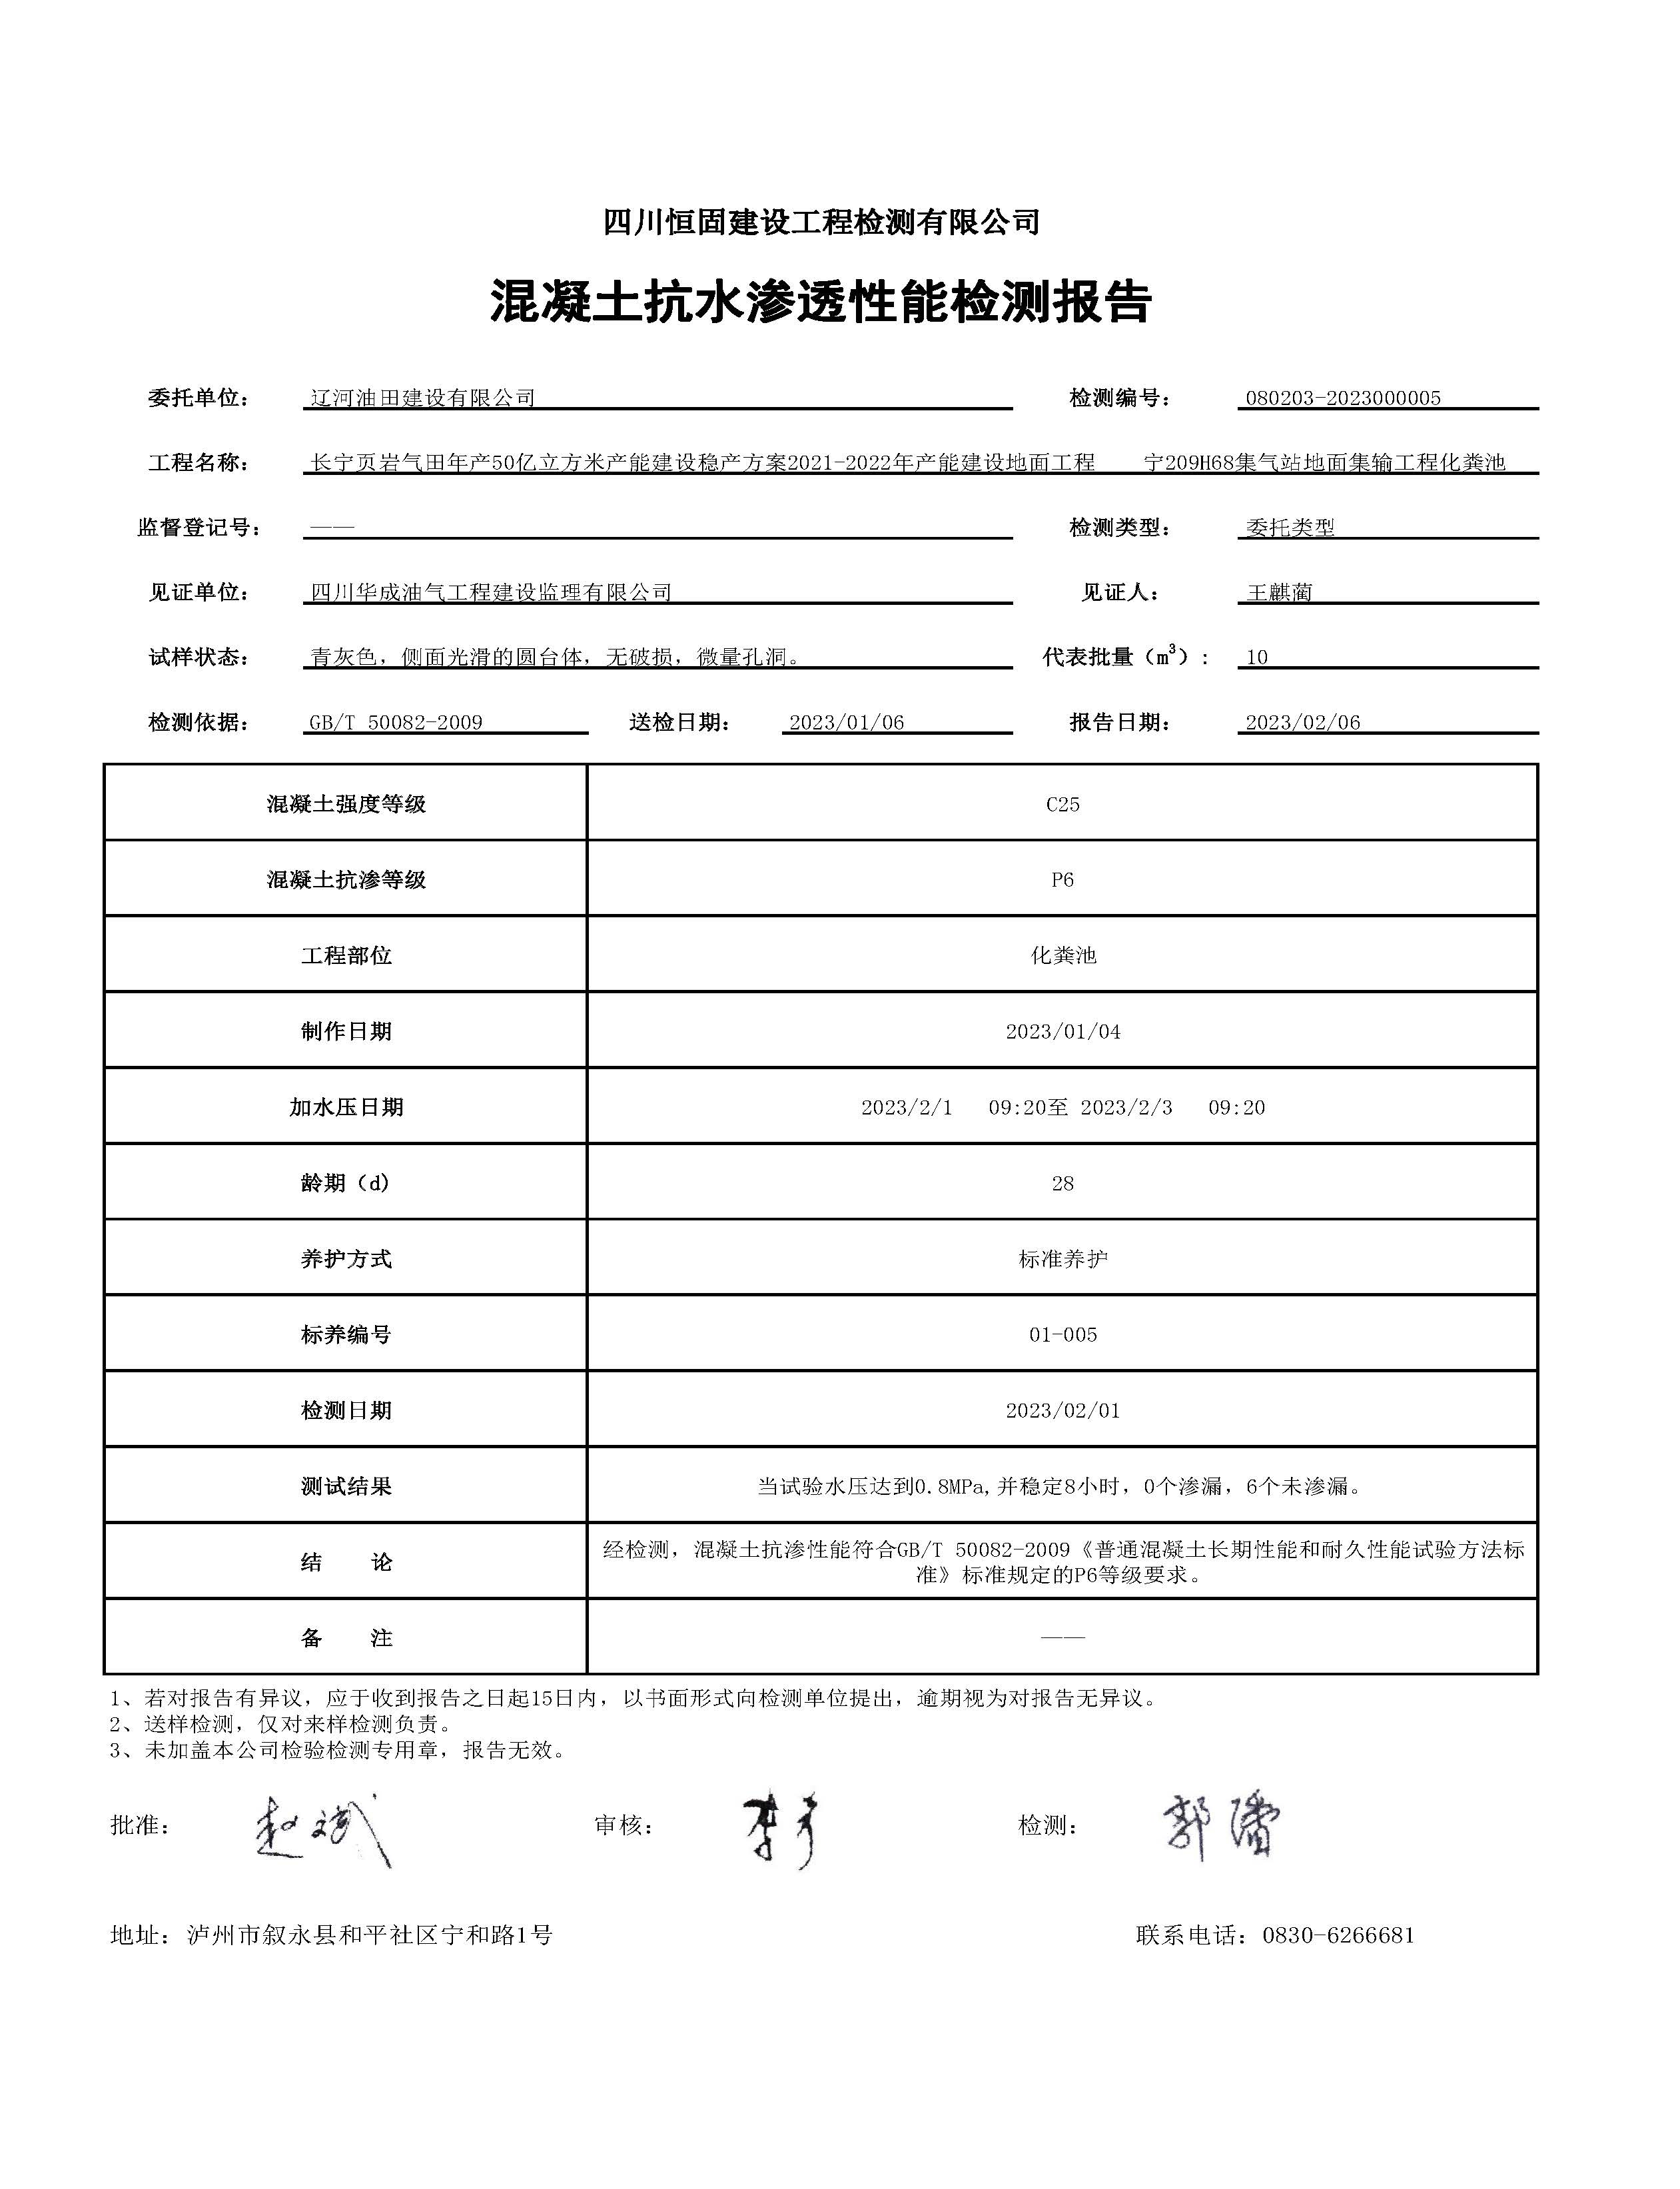 四川恒固建设工程检测有限公司
混凝土抗水渗透性能检测报告
委托单位： 辽河油田建设有限公司 检测编号： 080203-2023000005
工程名称： 长宁页岩气田年产50亿立方米产能建设稳产方案2021-2022年产能建设地面工程 宁209H68集气站地面集输工程化粪池
监督登记号： —— 检测类型： 委托类型
见证单位： 四川华成油气工程建设监理有限公司 见证人： 王麒蔺
试样状态： 青灰色，侧面光滑的圆台体，无破损，微量孔洞。 代表批量（m³）: 10
检测依据： GB/T 50082-2009 送检日期： 2023/01/06 报告日期： 2023/02/06
混凝土强度等级 C25
混凝土抗渗等级 P6
工程部位 化粪池
制作日期 2023/01/04
加水压日期 2023/2/1 09:20至 2023/2/3 09:20
龄期（d） 28
养护方式 标准养护
标养编号 01-005
检测日期 2023/02/01
测试结果 当试验水压达到0.8MPa,并稳定8小时，0个渗漏，6个未渗漏。
结 论 经检测，混凝土抗渗性能符合GB/T 50082-2009《普通混凝土长期性能和耐久性能试验方法标
准》标准规定的P6等级要求。
备 注 ——
1、若对报告有异议，应于收到报告之日起15日内，以书面形式向检测单位提出，逾期视为对报告无异议。
2、送样检测，仅对来样检测负责。
3、未加盖本公司检验检测专用章，报告无效。
批准： 赵斌 审核： 检测： 郭潘
地址：泸州市叙永县和平社区宁和路1号 联系电话：0830-6266681